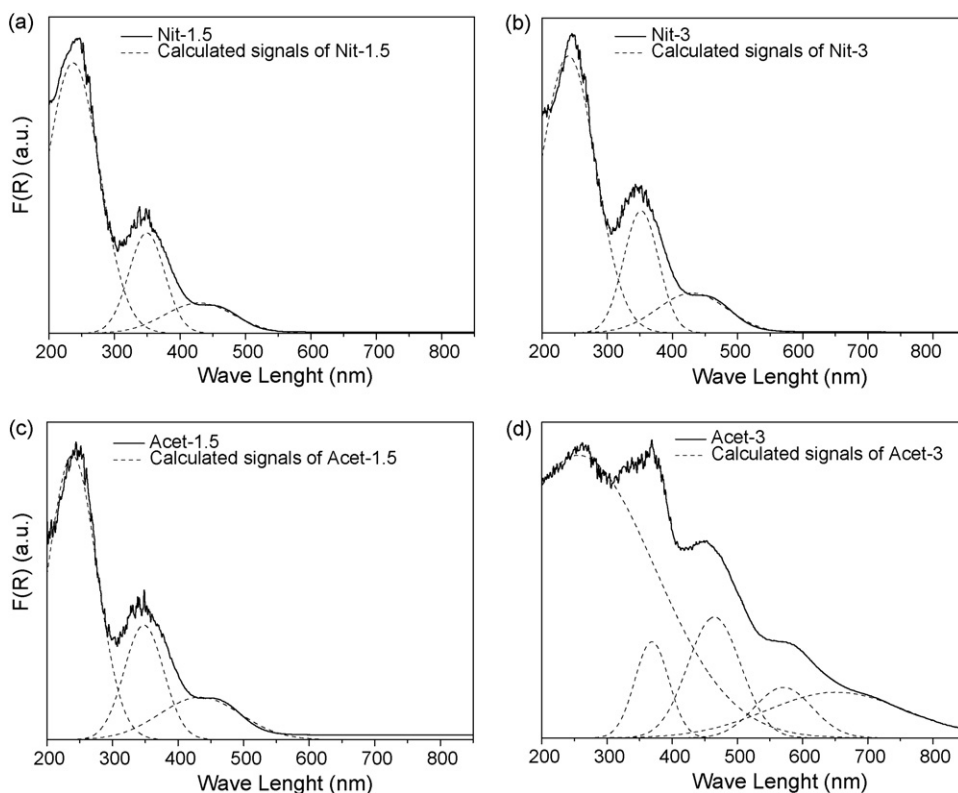 (a)
Nit-1.5
Calculated signals of Nit-1.5
F(R) (a.u.)
200 300 400 500 600 700 800
Wave Lenght (nm)
(b)
Nit-3
Calculated signals of Nit-3
200 300 400 500 600 700 800
Wave Lenght (nm)
(c)
Acet-1.5
Calculated signals of Acet-1.5
F(R) (a.u.)
200 300 400 500 600 700 800
Wave Lenght (nm)
(d)
Acet-3
Calculated signals of Acet-3
200 300 400 500 600 700 800
Wave Lenght (nm)